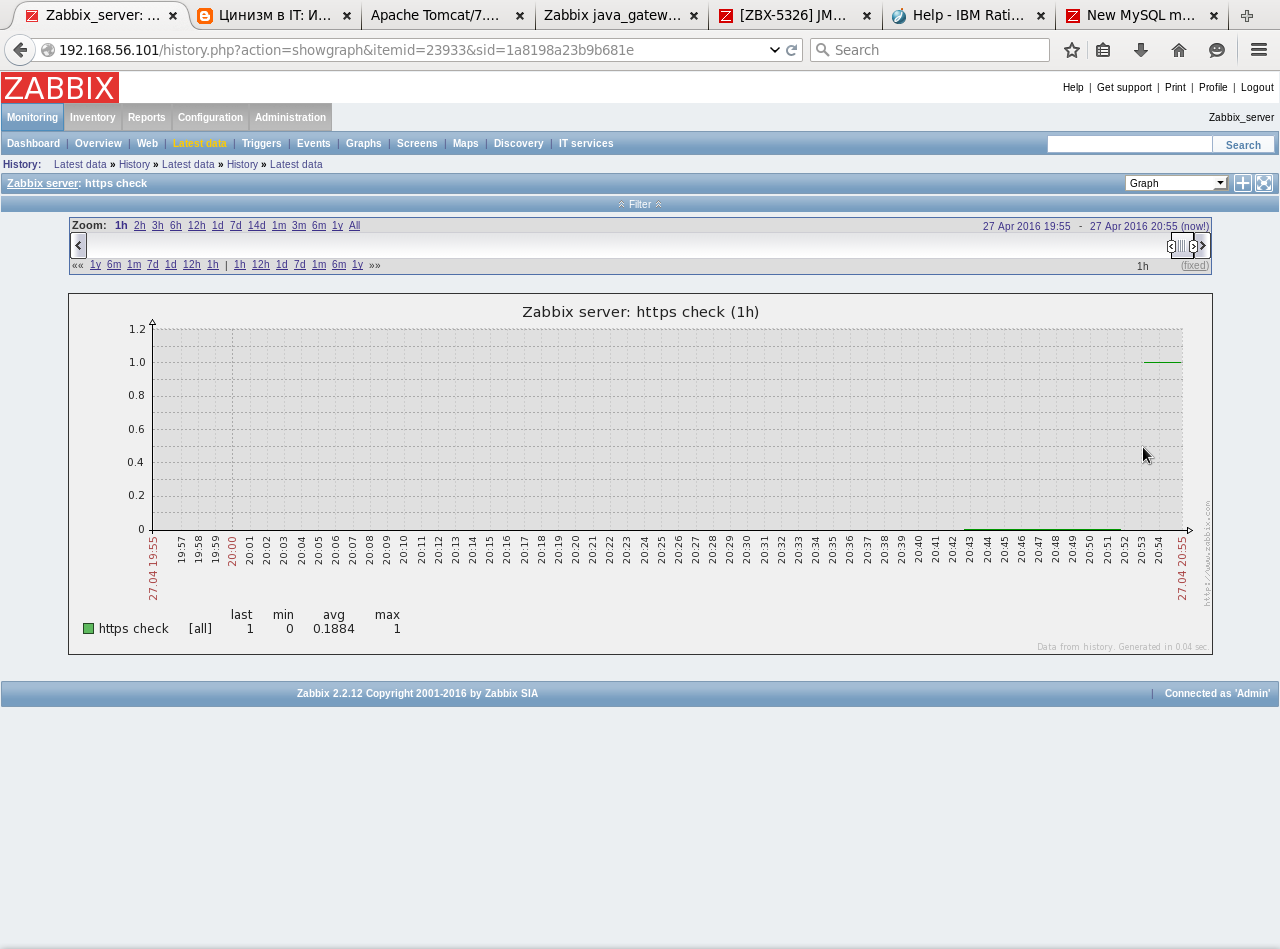 Zabbix_server: ... Цинизм в IT: И... Apache Tomcat/7.... Zabbix java_gatew... [ZBX-5326] JM... Help - IBM Rati... New MySQL m...
192.168.56.101/history.php?action=showgraph&itemid=23933&sid=1a8198a23b9b681e Search
ZABBIX
Help | Get support | Print | Profile | Logout
Monitoring Inventory Reports Configuration Administration Zabbix_server
Dashboard | Overview | Web | Latest data | Triggers | Events | Graphs | Screens | Maps | Discovery | IT services Search
History: Latest data » History » Latest data » History » Latest data
Zabbix server: https check Graph
Filter
Zoom: 1h 2h 3h 6h 12h 1d 7d 14d 1m 3m 6m 1y All 27 Apr 2016 19:55 - 27 Apr 2016 20:55 (now!)
«« 1y 6m 1m 7d 1d 12h 1h | 1h 12h 1d 7d 1m 6m 1y »» 1h (fixed)
Zabbix server: https check (1h)
1.2
1.0
0.8
0.6
0.4
0.2
0
27.04 19:55 19:57 19:58 19:59 20:00 20:01 20:02 20:03 20:04 20:05 20:06 20:07 20:08 20:09 20:10 20:11 20:12 20:13 20:14 20:15 20:16 20:17 20:18 20:19 20:20 20:21 20:22 20:23 20:24 20:25 20:26 20:27 20:28 20:29 20:30 20:31 20:32 20:33 20:34 20:35 20:36 20:37 20:38 20:39 20:40 20:41 20:42 20:43 20:44 20:45 20:46 20:47 20:48 20:49 20:50 20:51 20:52 20:53 20:54 27.04 20:55
http://www.zabbix.com
last min avg max
https check [all] 1 0 0.1884 1
Data from history. Generated in 0.04 sec.
Zabbix 2.2.12 Copyright 2001-2016 by Zabbix SIA | Connected as 'Admin'